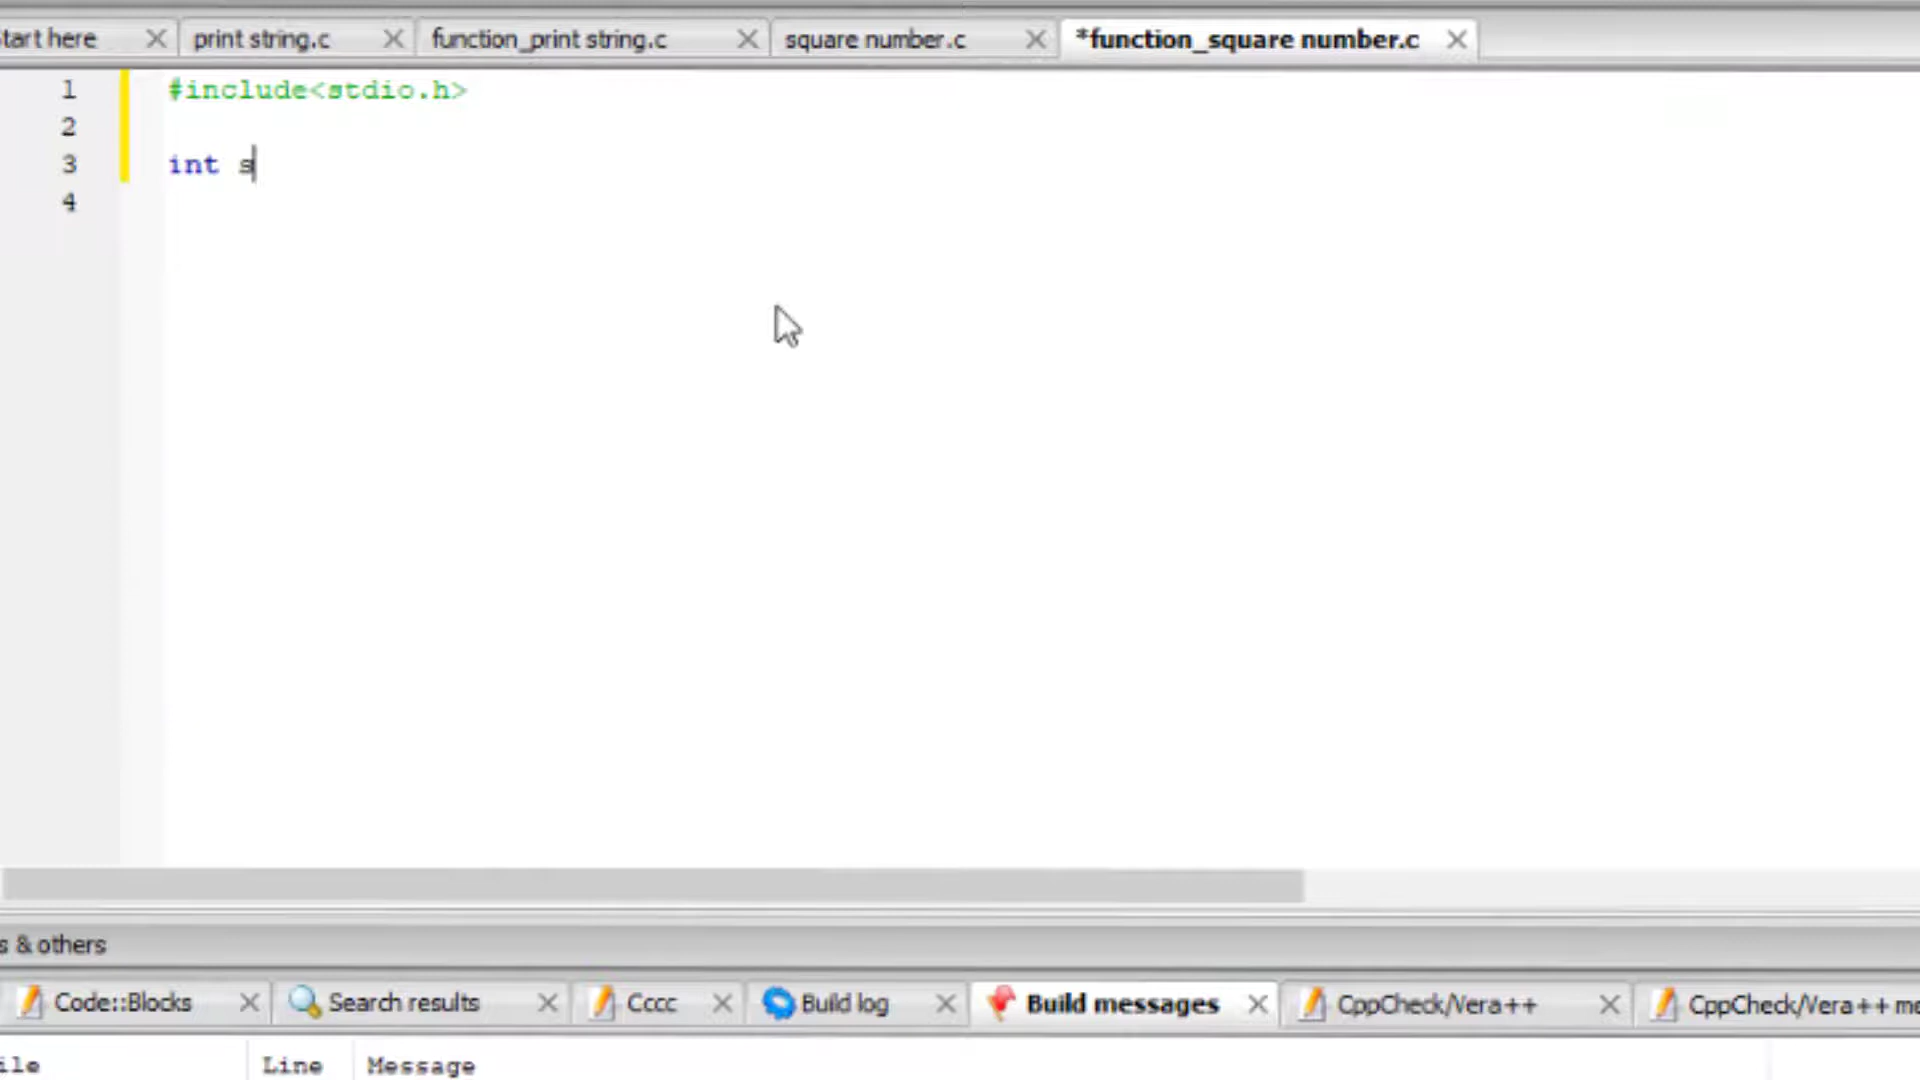 tart here print string.c function_print string.c square number.c *function_square number.c
1 #include<stdio.h>
2
3 int s
4
s & others
Code::Blocks Search results Cccc Build log Build messages CppCheck/Vera++ CppCheck/Vera++ me
ile Line Message